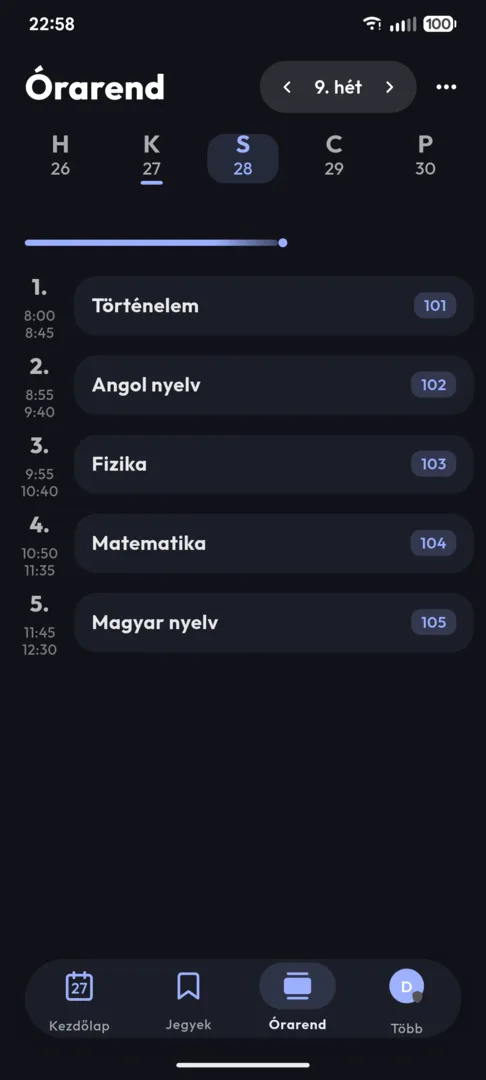 22:58
100
Órarend
9. hét
H K S C P
26 27 28 29 30
1.
8:00
8:45
Történelem
101
2.
8:55
9:40
Angol nyelv
102
3.
9:55
10:40
Fizika
103
4.
10:50
11:35
Matematika
104
5.
11:45
12:30
Magyar nyelv
105
27
D
Kezdőlap Jegyek Órarend Több